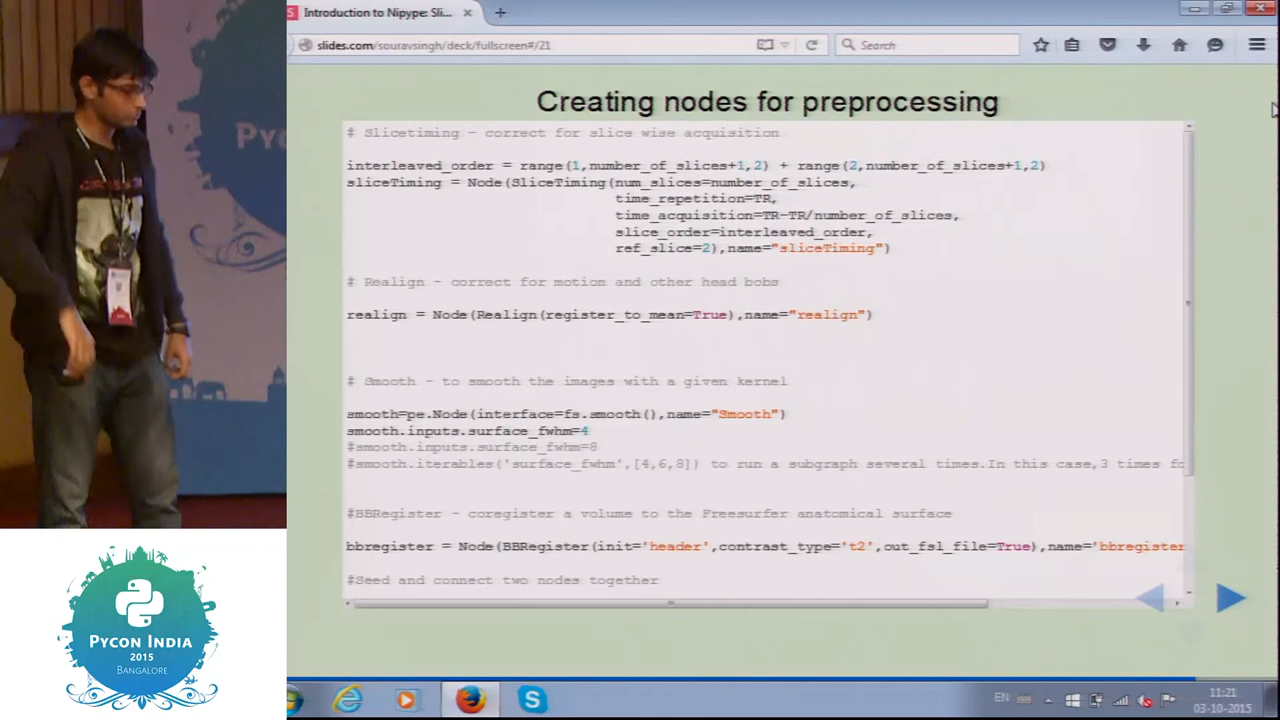 Introduction to Nipype: Sli...
slides.com/souravsingh/deck/fullscreen#/21
Search
Creating nodes for preprocessing
# Slicetiming - correct for slice wise acquisition
interleaved_order = range(1,number_of_slices+1,2) + range(2,number_of_slices+1,2)
sliceTiming = Node(SliceTiming(num_slices=number_of_slices,
time_repetition=TR,
time_acquisition=TR-TR/number_of_slices,
slice_order=interleaved_order,
ref_slice=2),name="sliceTiming")
# Realign - correct for motion and other head bobs
realign = Node(Realign(register_to_mean=True),name="realign")
# Smooth - to smooth the images with a given kernel
smooth=pe.Node(interface=fs.smooth(),name="Smooth")
smooth.inputs.surface_fwhm=4
#smooth.inputs.surface_fwhm=8
#smooth.iterables('surface_fwhm',[4,6,8]) to run a subgraph several times.In this case,3 times fo
#BBRegister - coregister a volume to the Freesurfer anatomical surface
bbregister = Node(BBRegister(init='header',contrast_type='t2',out_fsl_file=True),name='bbregister
#Seed and connect two nodes together
EN
11:21
03-10-2015
PYCON INDIA
2015
BANGALORE